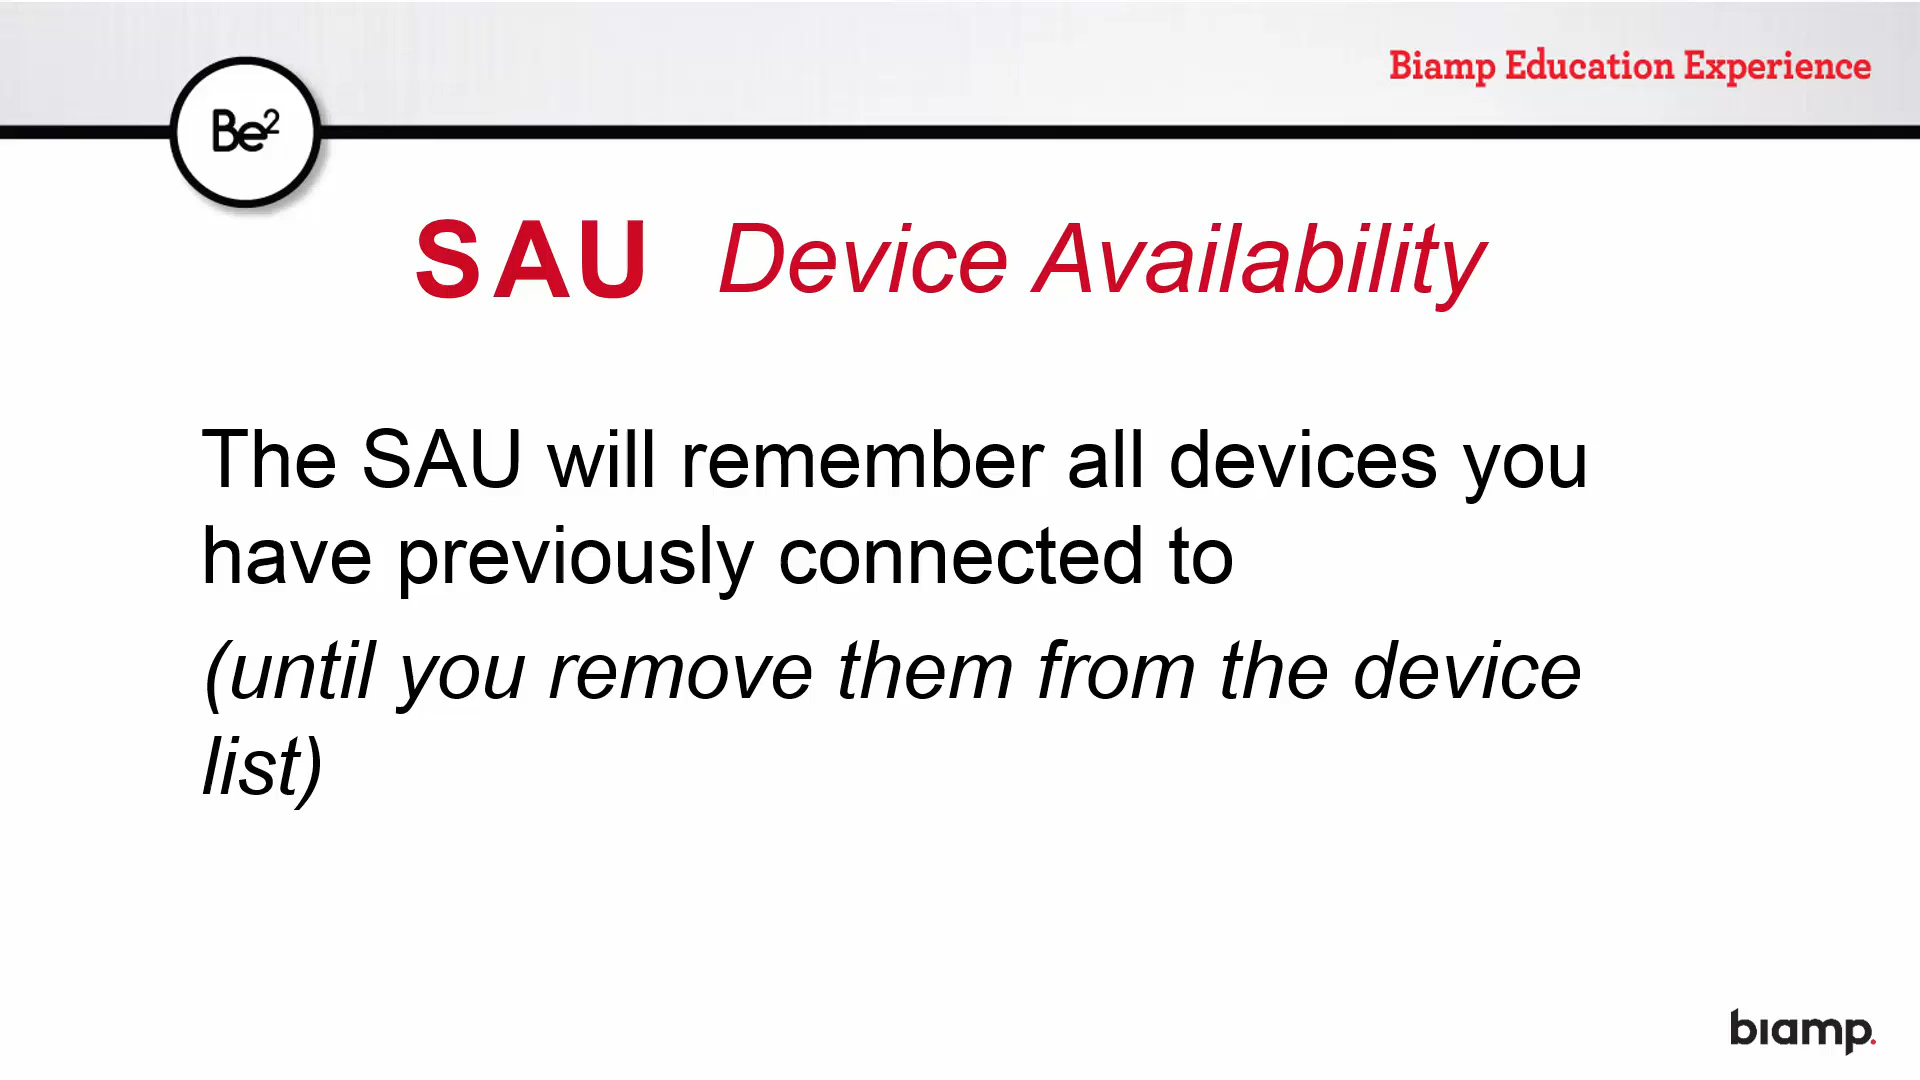 Biamp Education Experience
Be²
SAU Device Availability
The SAU will remember all devices you
have previously connected to
(until you remove them from the device
list)
biamp.